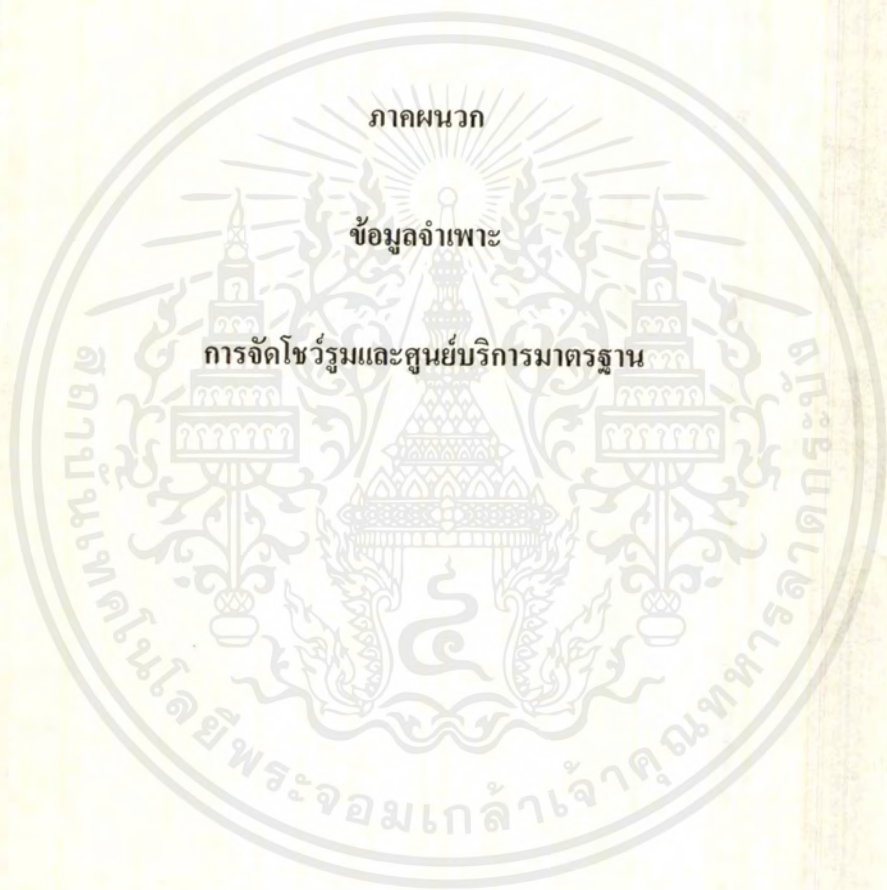 ภาคผนวก
ข้อมูลจำเพาะ
การจัดโชว์รูมและศูนย์บริการมาตรฐาน
สถาบันเทคโนโลยีพระจอมเกล้าเจ้าคุณทหารลาดกระบัง